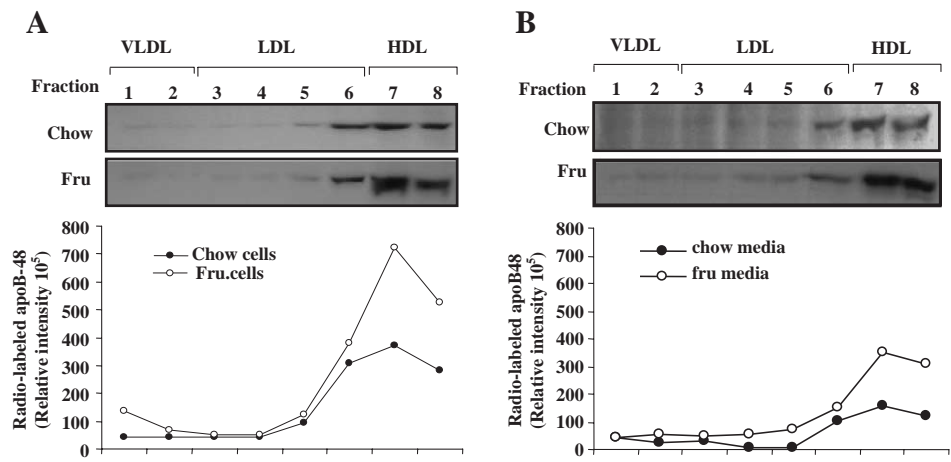 A
VLDL LDL HDL
Fraction 1 2 3 4 5 6 7 8
Chow
Fru
800
700
600
500
400
300
200
100
0
Radio-labeled apoB-48
(Relative intensity 10⁵)
Chow cells
Fru.cells
B
VLDL LDL HDL
Fraction 1 2 3 4 5 6 7 8
Chow
Fru
800
700
600
500
400
300
200
100
0
Radio-labeled apoB48
(Relative intensity 10⁵)
chow media
fru media